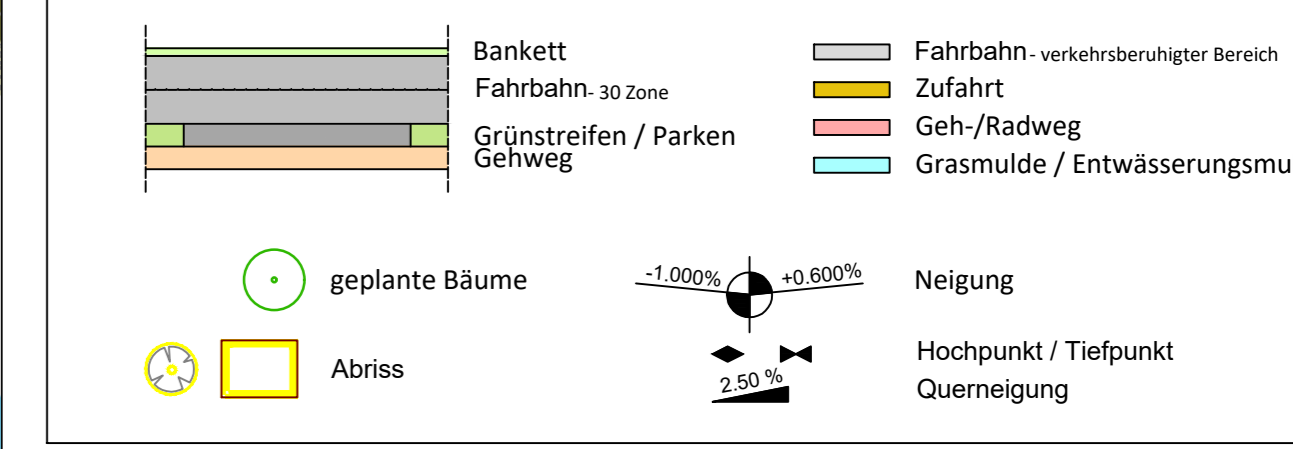 Bankett
Fahrbahn - 30 Zone
Grünstreifen / Parken
Gehweg
Fahrbahn - verkehrsberuhigter Bereich
Zufahrt
Geh-/Radweg
Grasmulde / Entwässerungsmu
geplante Bäume
-1.000% +0.600%
Neigung
Abriss
Hochpunkt / Tiefpunkt
2.50 %
Querneigung